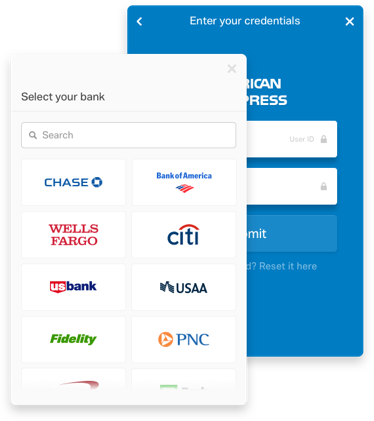 Enter your credentials
RICAN
PRESS
User ID
mit
d? Reset it here
Select your bank
Search
CHASE
Bank of America
WELLS
FARGO
citi
usbank
USAA
Fidelity
PNC